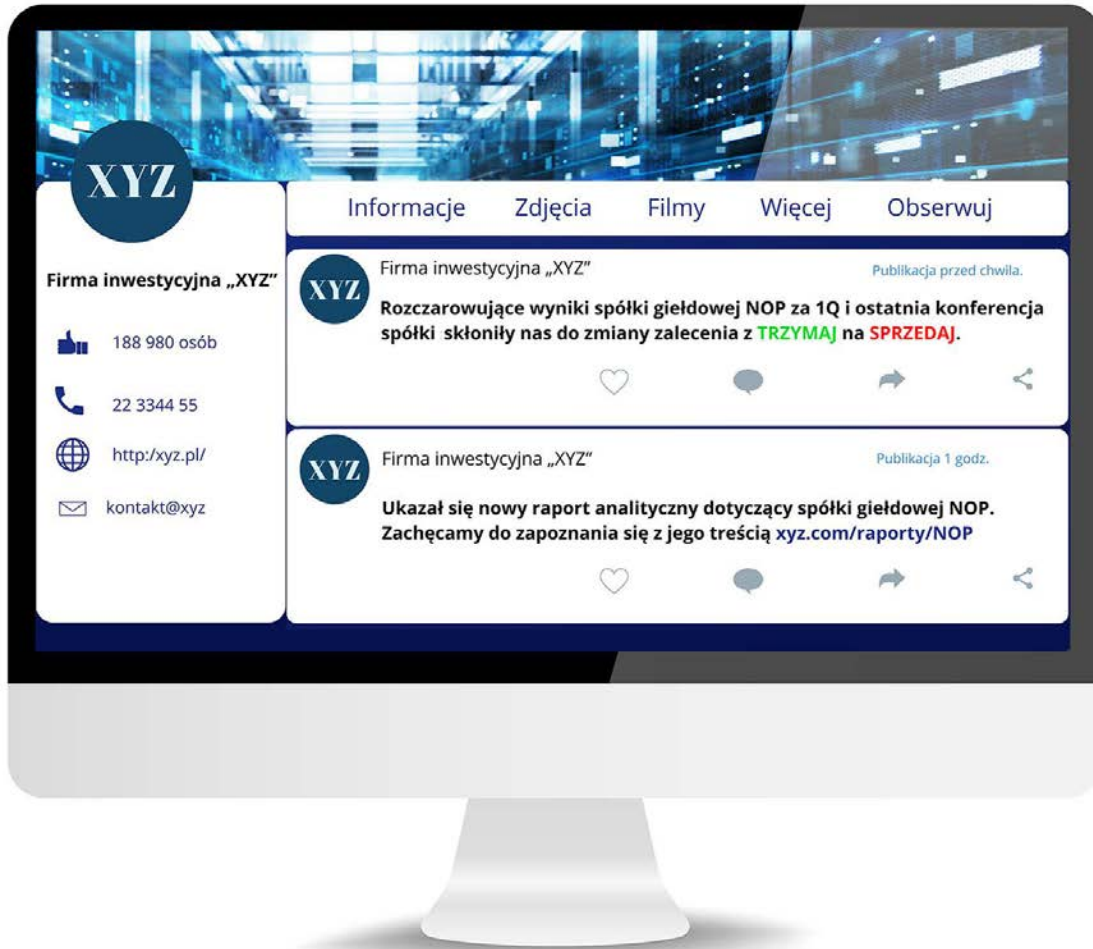 XYZ
Informacje Zdjęcia Filmy Więcej Obserwuj
Firma inwestycyjna „XYZ”
188 980 osób
22 3344 55
http:/xyz.pl/
kontakt@xyz
XYZ
Firma inwestycyjna „XYZ”
Publikacja przed chwila.
Rozczarowujące wyniki spółki giełdowej NOP za 1Q i ostatnia konferencja
spółki skłoniły nas do zmiany zalecenia z TRZYMAJ na SPRZEDAJ.
XYZ
Firma inwestycyjna „XYZ”
Publikacja 1 godz.
Ukazał się nowy raport analityczny dotyczący spółki giełdowej NOP.
Zachęcamy do zapoznania się z jego treścią xyz.com/raporty/NOP